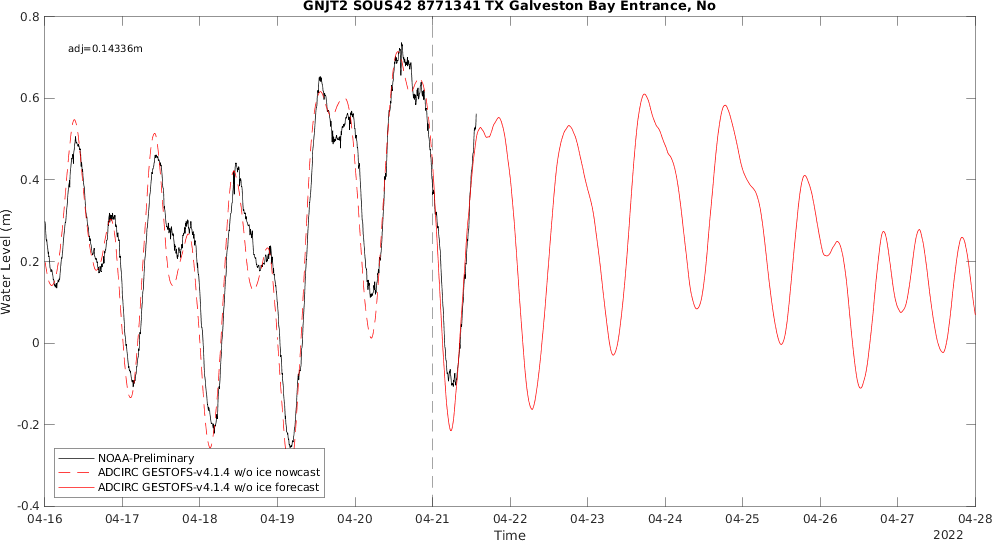 GNJT2 SOUS42 8771341 TX Galveston Bay Entrance, No
adj=0.14336m
0.8
0.6
0.4
0.2
0
-0.2
-0.4
Water Level (m)
NOAA-Preliminary
ADCIRC GESTOFS-v4.1.4 w/o ice nowcast
ADCIRC GESTOFS-v4.1.4 w/o ice forecast
04-16 04-17 04-18 04-19 04-20 04-21 04-22 04-23 04-24 04-25 04-26 04-27 04-28
Time
2022